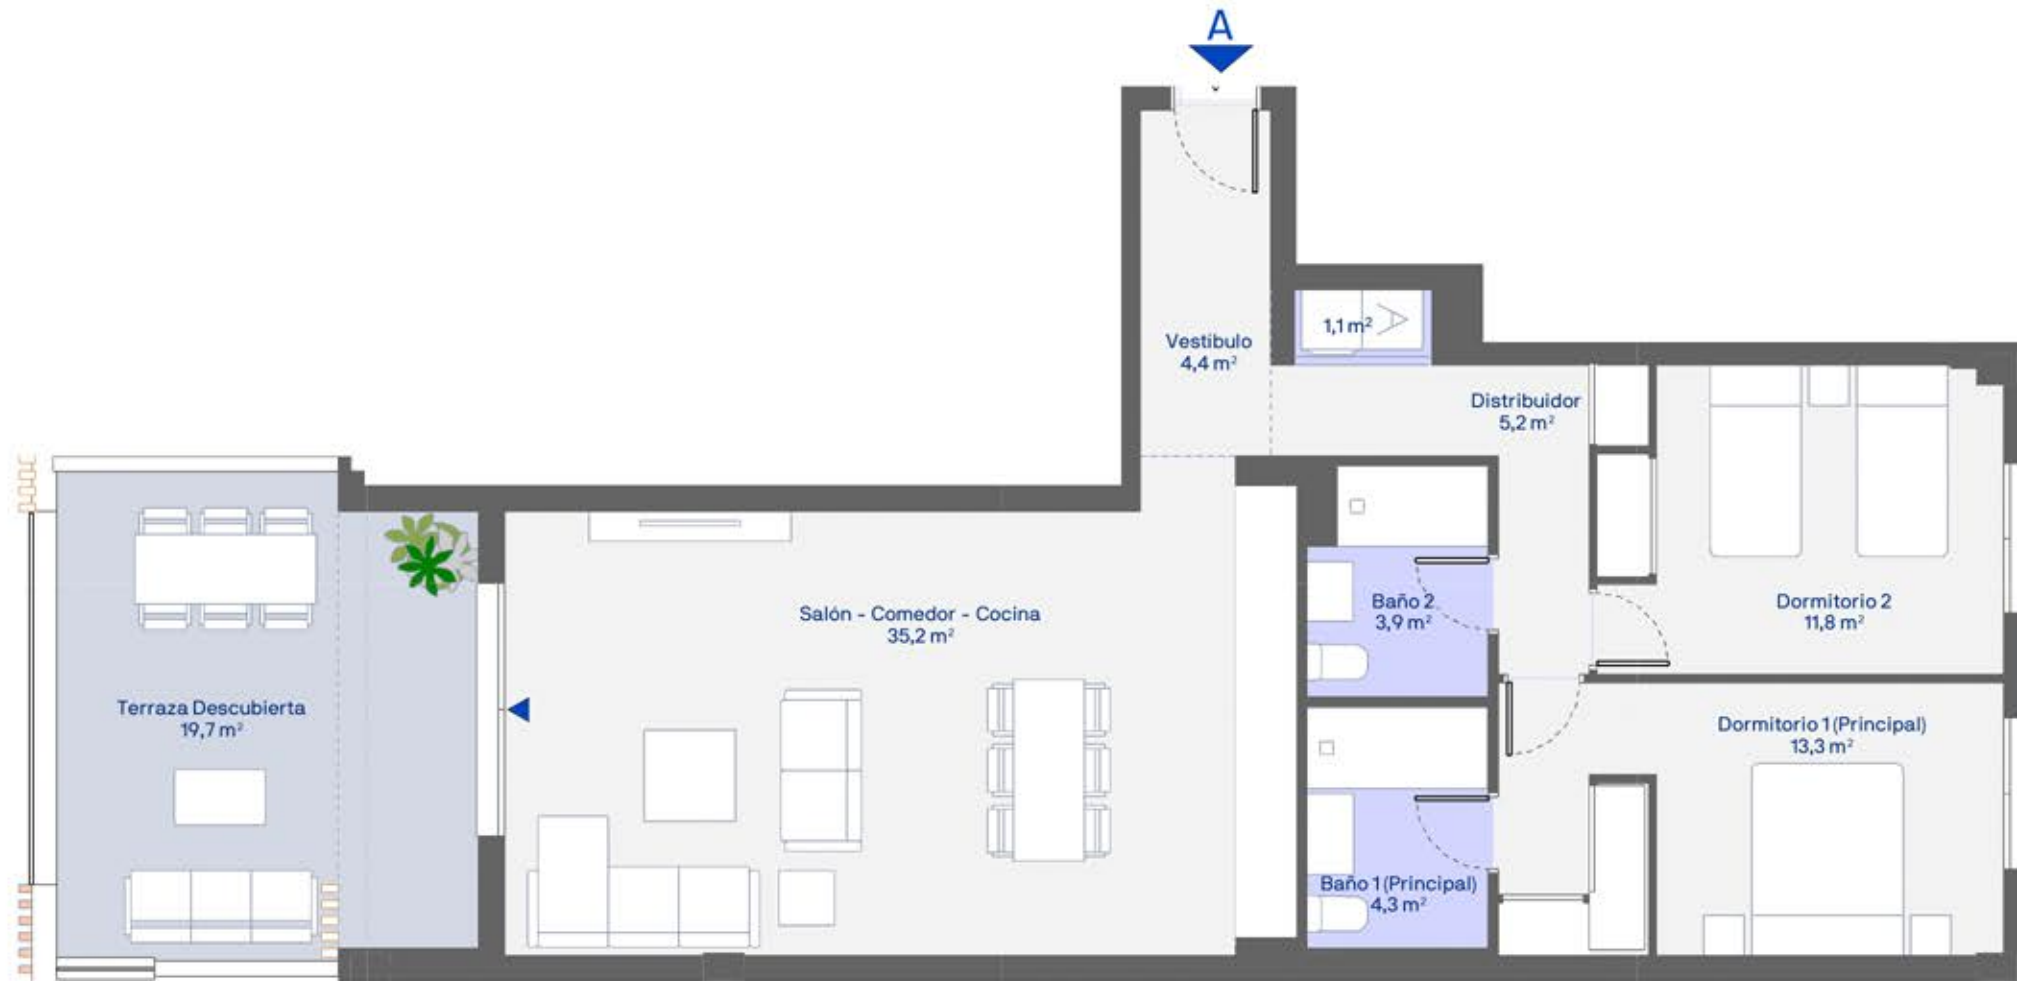 A
1,1 m²
A
Vestíbulo
4,4 m²
Distribuidor
5,2 m²
Salón - Comedor - Cocina
35,2 m²
Baño 2
3,9 m²
Dormitorio 2
11,8 m²
Terraza Descubierta
19,7 m²
Dormitorio 1 (Principal)
13,3 m²
Baño 1 (Principal)
4,3 m²